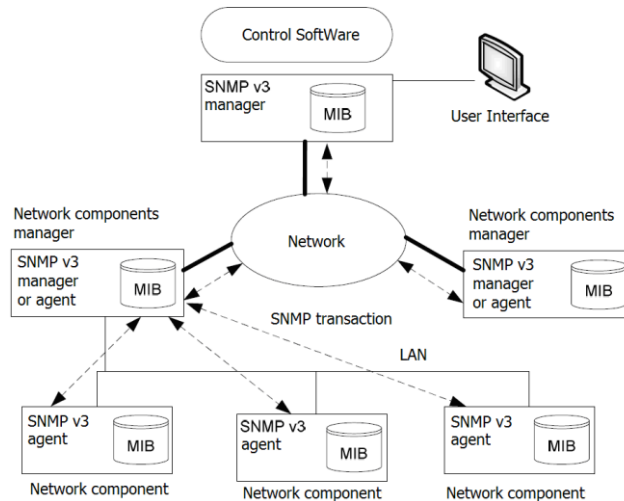 Control SoftWare
SNMP v3
manager
MIB
User Interface
Network components
manager
Network
Network components
manager
SNMP v3
manager
or agent
MIB
SNMP v3
manager
or agent
MIB
SNMP transaction
LAN
SNMP v3
agent
MIB
SNMP v3
agent
MIB
SNMP v3
agent
MIB
Network component
Network component
Network component